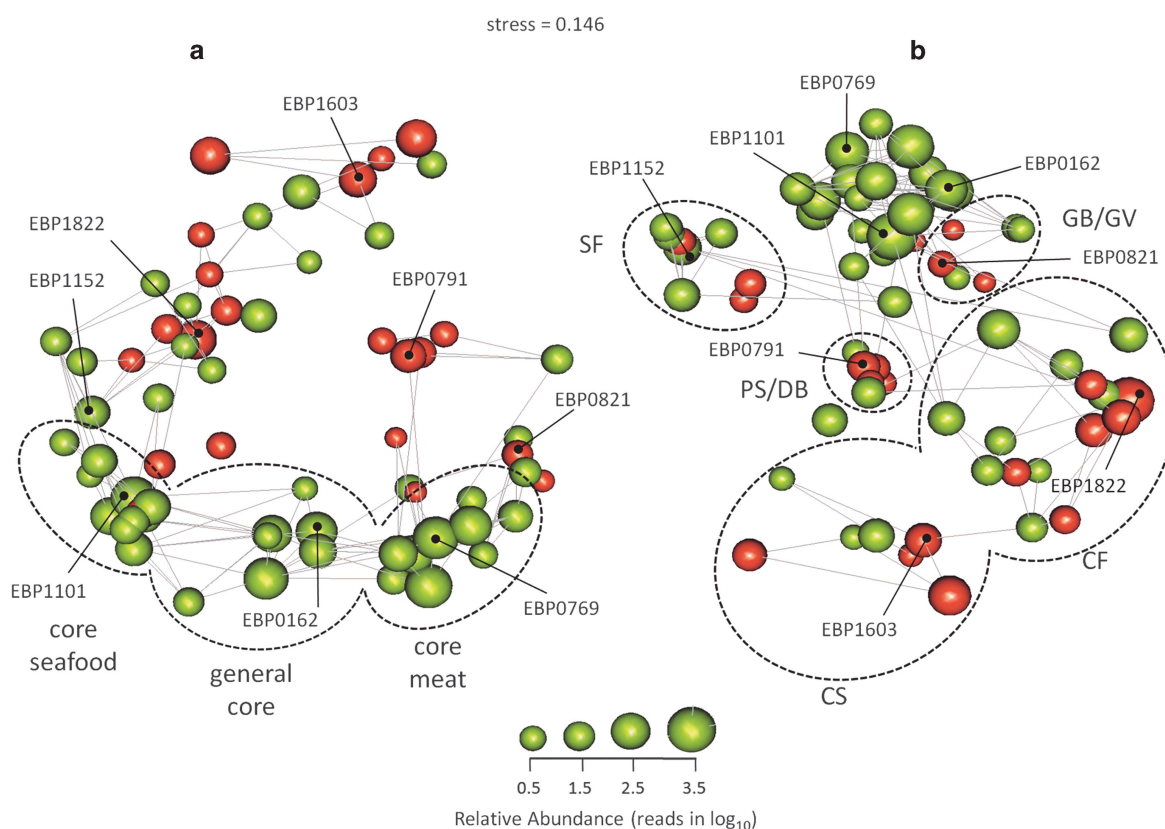 stress = 0.146
a
b
EBP1603
EBP1822
EBP1152
EBP0791
EBP0821
EBP1101
EBP0162
EBP0769
core
seafood
general
core
core
meat
EBP0769
EBP1101
EBP1152
EBP0162
SF
GB/GV
EBP0821
EBP0791
PS/DB
EBP1822
CF
EBP1603
CS
0.5 1.5 2.5 3.5
Relative Abundance (reads in log10)